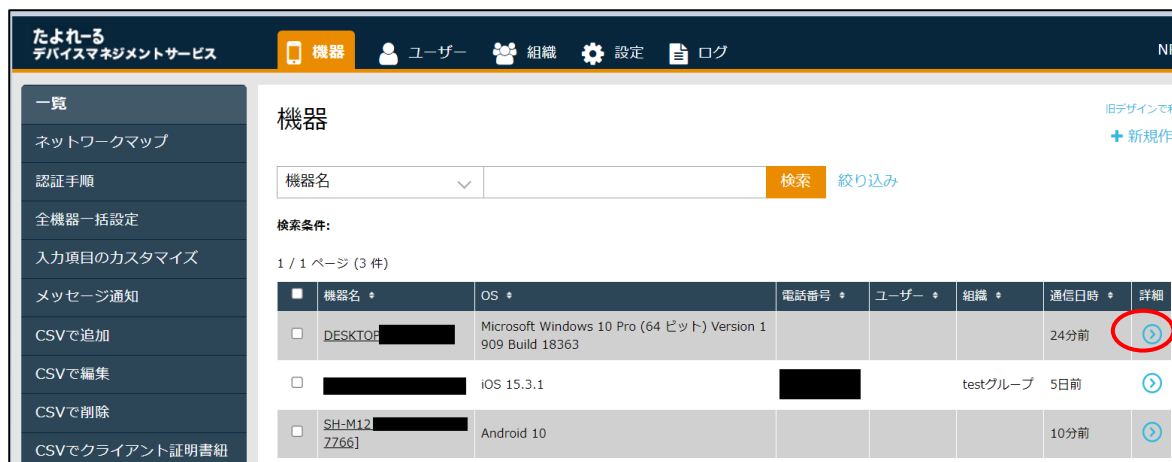 たよれーる
デバイスマネジメントサービス
機器 ユーザー 組織 設定 ログ
一覧
ネットワークマップ
認証手順
全機器一括設定
入力項目のカスタマイズ
メッセージ通知
CSVで追加
CSVで編集
CSVで削除
CSVでクライアント証明書紐
機器
旧デザインで
新規作
機器名 検索 絞り込み
検索条件:
1 / 1 ページ (3 件)
機器名 OS 電話番号 ユーザー 組織 通信日時 詳細
DESKTOP Microsoft Windows 10 Pro (64 ビット) Version 1
909 Build 18363 24分前
iOS 15.3.1 testグループ 5日前
SH-M12
7766] Android 10 10分前